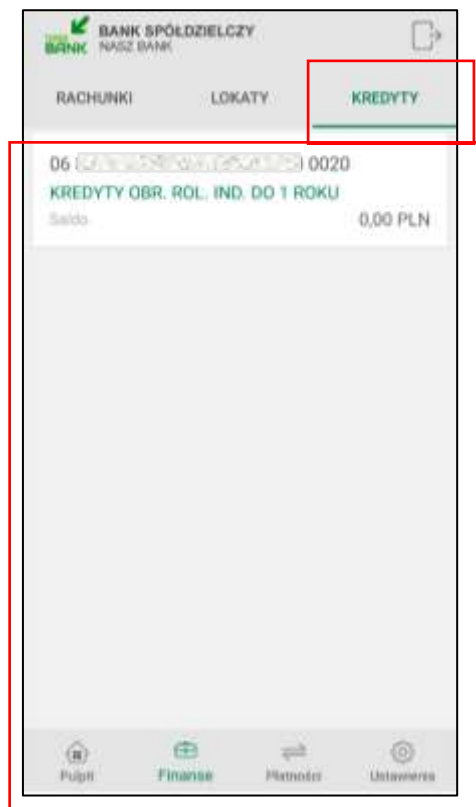 BANK SPÓŁDZIELCZY
BANK NASZ BANK
RACHUNKI LOKATY KREDYTY
06 0020
KREDYTY OBR. ROL. IND. DO 1 ROKU
Saldo 0,00 PLN
Pulpit Finanse Płatności Ustawienia